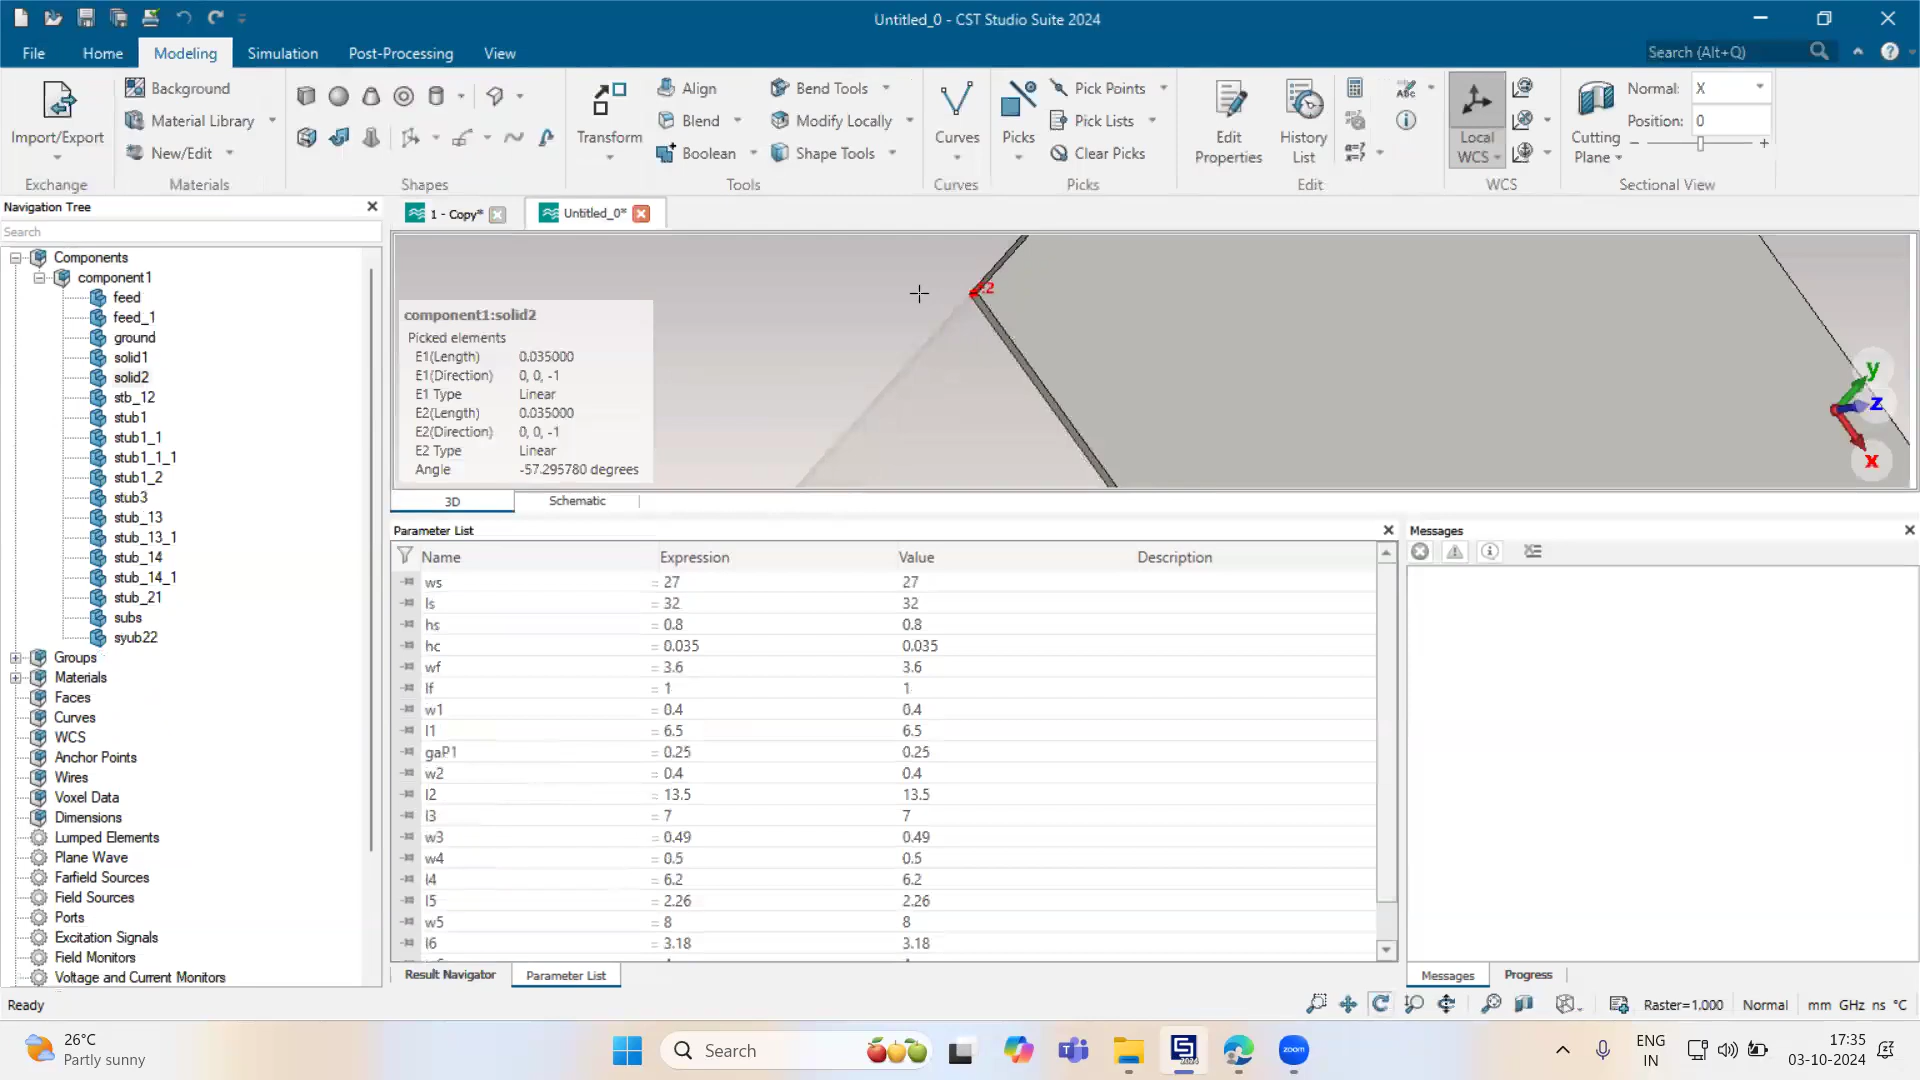 Untitled_0 - CST Studio Suite 2024
File Home Modeling Simulation Post-Processing View
Search (Alt+Q)
Import/Export
Exchange
Background
Material Library
New/Edit
Materials
Shapes
Transform
Align
Blend
Boolean
Bend Tools
Modify Locally
Shape Tools
Tools
Curves
Curves
Picks
Pick Points
Pick Lists
Clear Picks
Picks
Edit Properties
History List
Edit
Local WCS
WCS
Cutting Plane
Normal: X
Position: 0
Sectional View
Navigation Tree
Search
1 - Copy*
Untitled_0*
Components
component1
feed
feed_1
ground
solid1
solid2
stb_12
stub1
stub1_1
stub1_1_1
stub1_2
stub3
stub_13
stub_13_1
stub_14
stub_14_1
stub_21
subs
syub22
Groups
Materials
Faces
Curves
WCS
Anchor Points
Wires
Voxel Data
Dimensions
Lumped Elements
Plane Wave
Farfield Sources
Field Sources
Ports
Excitation Signals
Field Monitors
Voltage and Current Monitors
component1:solid2
Picked elements
E1(Length) 0.035000
E1(Direction) 0, 0, -1
E1 Type Linear
E2(Length) 0.035000
E2(Direction) 0, 0, -1
E2 Type Linear
Angle -57.295780 degrees
y
z
x
3D Schematic
Parameter List
Name Expression Value Description
ws = 27 27
ls = 32 32
hs = 0.8 0.8
hc = 0.035 0.035
wf = 3.6 3.6
lf = 1 1
w1 = 0.4 0.4
l1 = 6.5 6.5
gaP1 = 0.25 0.25
w2 = 0.4 0.4
l2 = 13.5 13.5
l3 = 7 7
w3 = 0.49 0.49
w4 = 0.5 0.5
l4 = 6.2 6.2
l5 = 2.26 2.26
w5 = 8 8
l6 = 3.18 3.18
Result Navigator Parameter List
Messages
Messages Progress
Ready
Raster=1.000 Normal mm GHz ns °C
26°C
Partly sunny
Search
zoom
ENG
IN
17:35
03-10-2024